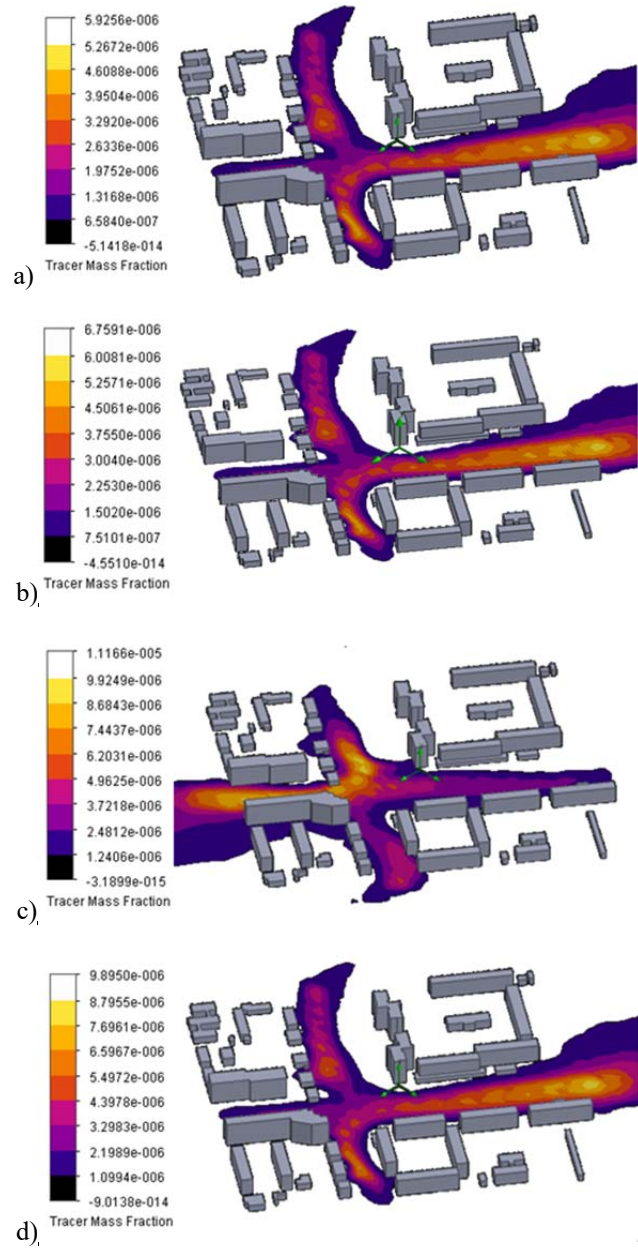 5.9256e-006
5.2672e-006
4.6088e-006
3.9504e-006
3.2920e-006
2.6336e-006
1.9752e-006
1.3168e-006
6.5840e-007
-5.1418e-014
Tracer Mass Fraction
a)
6.7591e-006
6.0081e-006
5.2571e-006
4.5061e-006
3.7550e-006
3.0040e-006
2.2530e-006
1.5020e-006
7.5101e-007
-4.5510e-014
Tracer Mass Fraction
b)
1.1166e-005
9.9249e-006
8.6843e-006
7.4437e-006
6.2031e-006
4.9625e-006
3.7218e-006
2.4812e-006
1.2406e-006
-3.1899e-015
Tracer Mass Fraction
c)
9.8950e-006
8.7955e-006
7.6961e-006
6.5967e-006
5.4972e-006
4.3978e-006
3.2983e-006
2.1989e-006
1.0994e-006
-9.0138e-014
Tracer Mass Fraction
d)